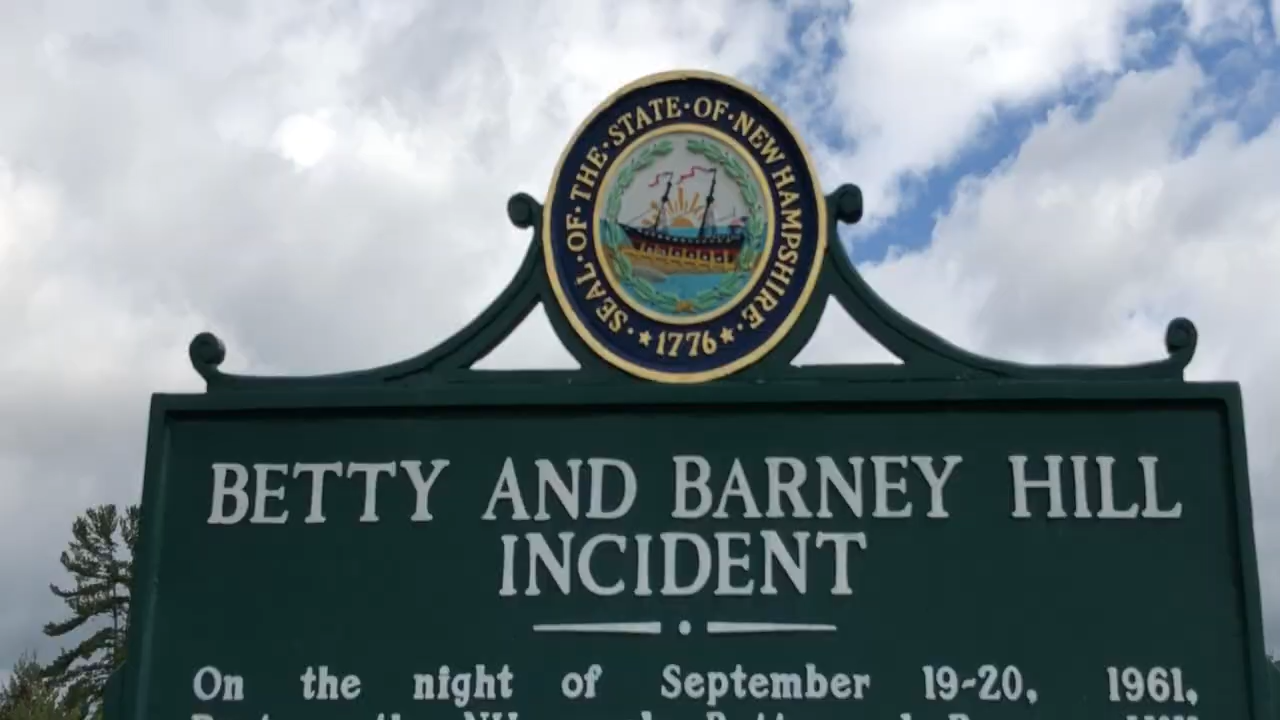 SEAL·OF·THE·STATE·OF·NEW HAMPSHIRE·
★1776★
BETTY AND BARNEY HILL
INCIDENT
On the night of September 19-20, 1961,